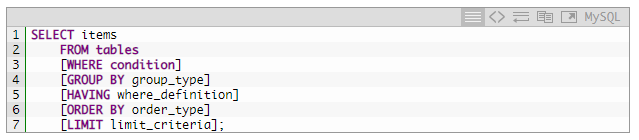 MySQL
1 SELECT items
2 FROM tables
3 [WHERE condition]
4 [GROUP BY group_type]
5 [HAVING where_definition]
6 [ORDER BY order_type]
7 [LIMIT limit_criteria];